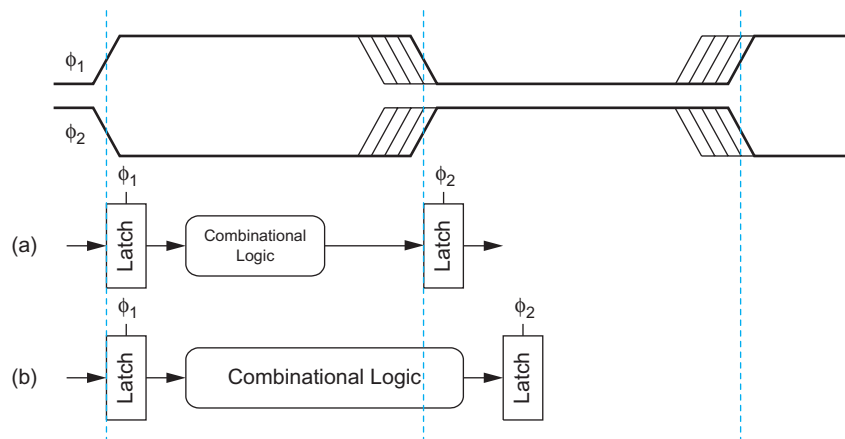 ϕ1
ϕ2
ϕ1
ϕ2
(a)
Latch
Combinational
Logic
Latch
ϕ1
ϕ2
(b)
Latch
Combinational Logic
Latch